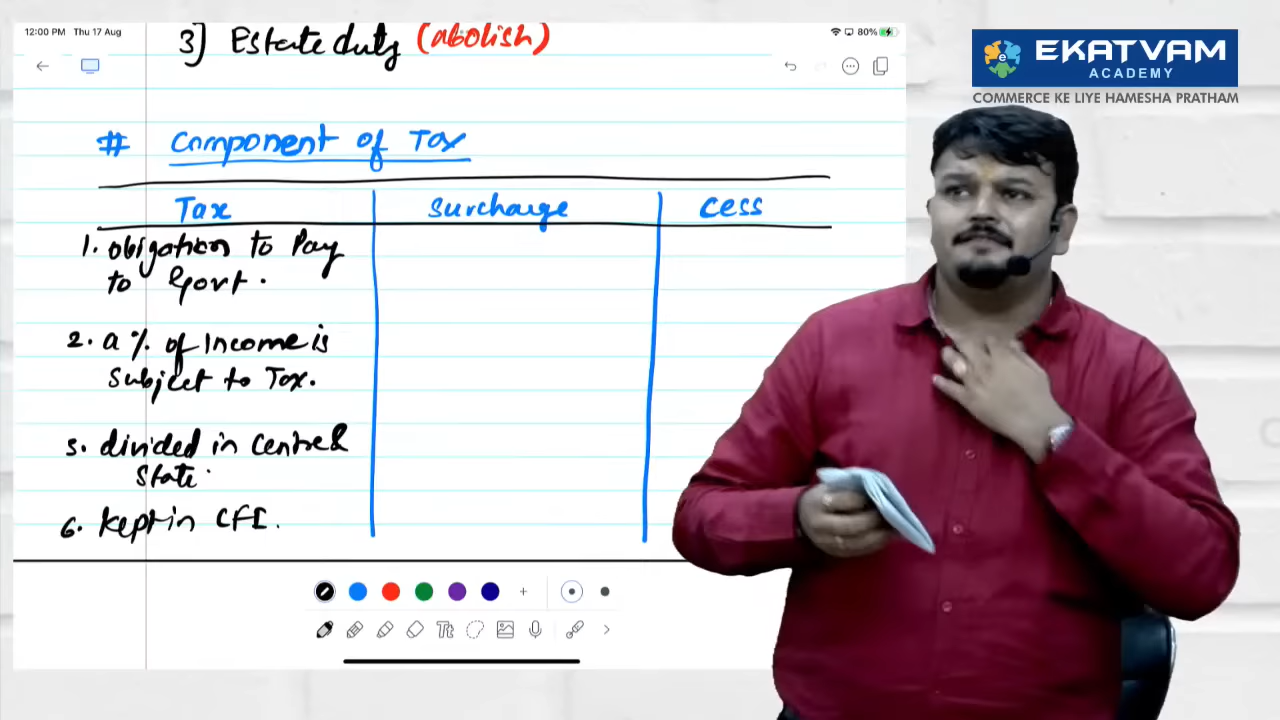 12:00 PM Thu 17 Aug
80%
3) Estate duty (abolish)
# Component of Tax
Tax
Surcharge
Cess
1. obigation to Pay
to Govt.
2. a % of Income is
Subject to Tax.
5. divided in Centre &
State.
6. Kept in CFI.
Tt
EKATVAM
ACADEMY
COMMERCE KE LIYE HAMESHA PRATHAM